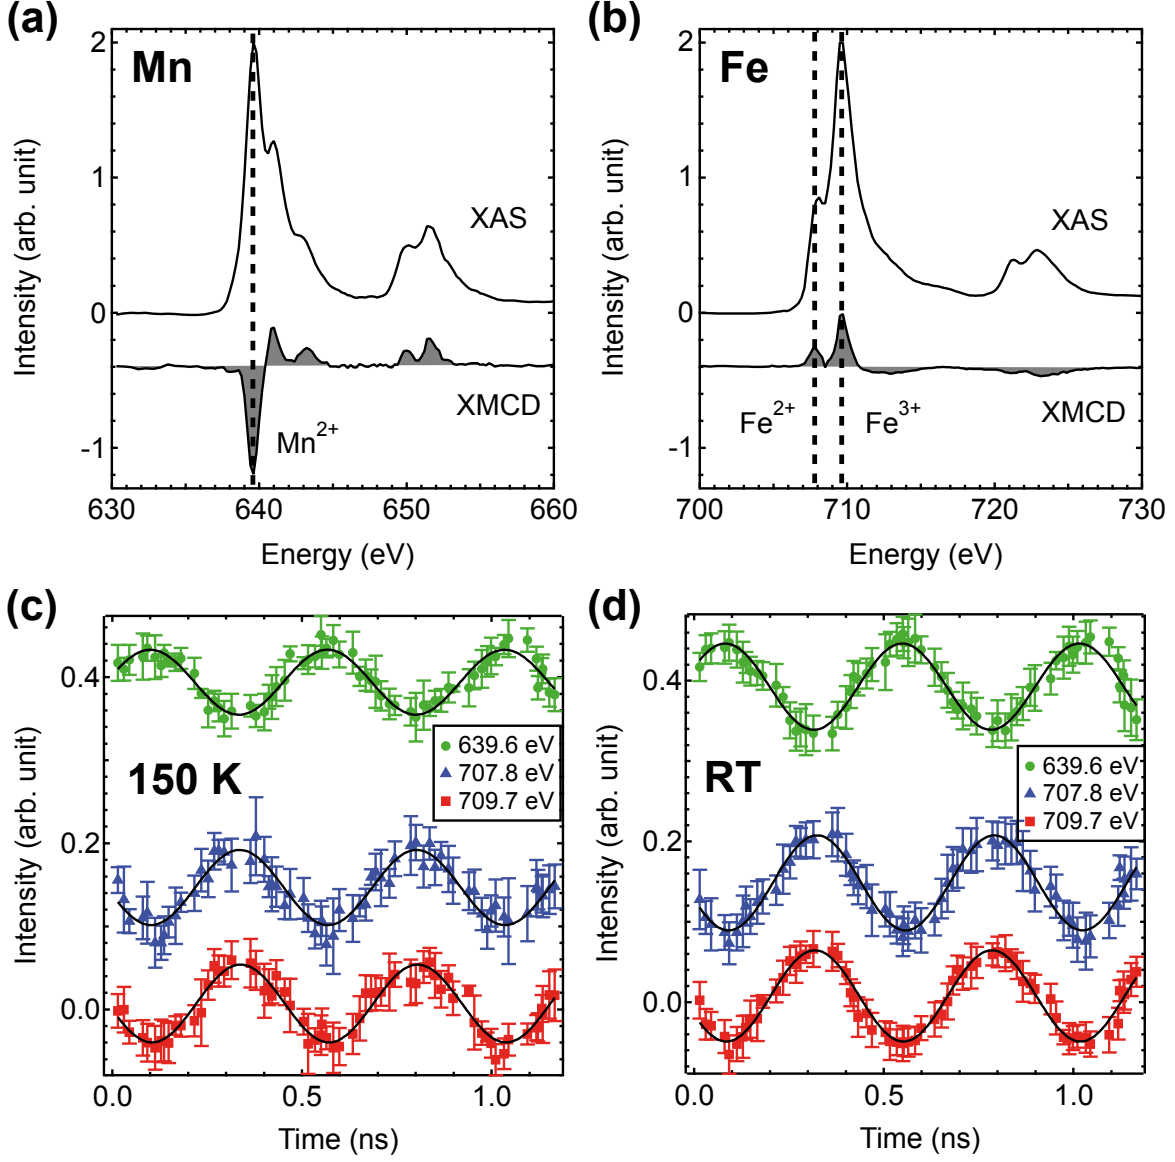 (a)
Mn
2
1
0
-1
Intensity (arb. unit)
XAS
XMCD
Mn2+
630
640
650
660
Energy (eV)
(b)
Fe
2
1
0
-1
Intensity (arb. unit)
XAS
Fe2+
Fe3+
XMCD
700
710
720
730
Energy (eV)
(c)
0.4
0.2
0.0
Intensity (arb. unit)
150 K
639.6 eV
707.8 eV
709.7 eV
0.0
0.5
1.0
Time (ns)
(d)
0.4
0.2
0.0
Intensity (arb. unit)
RT
639.6 eV
707.8 eV
709.7 eV
0.0
0.5
1.0
Time (ns)